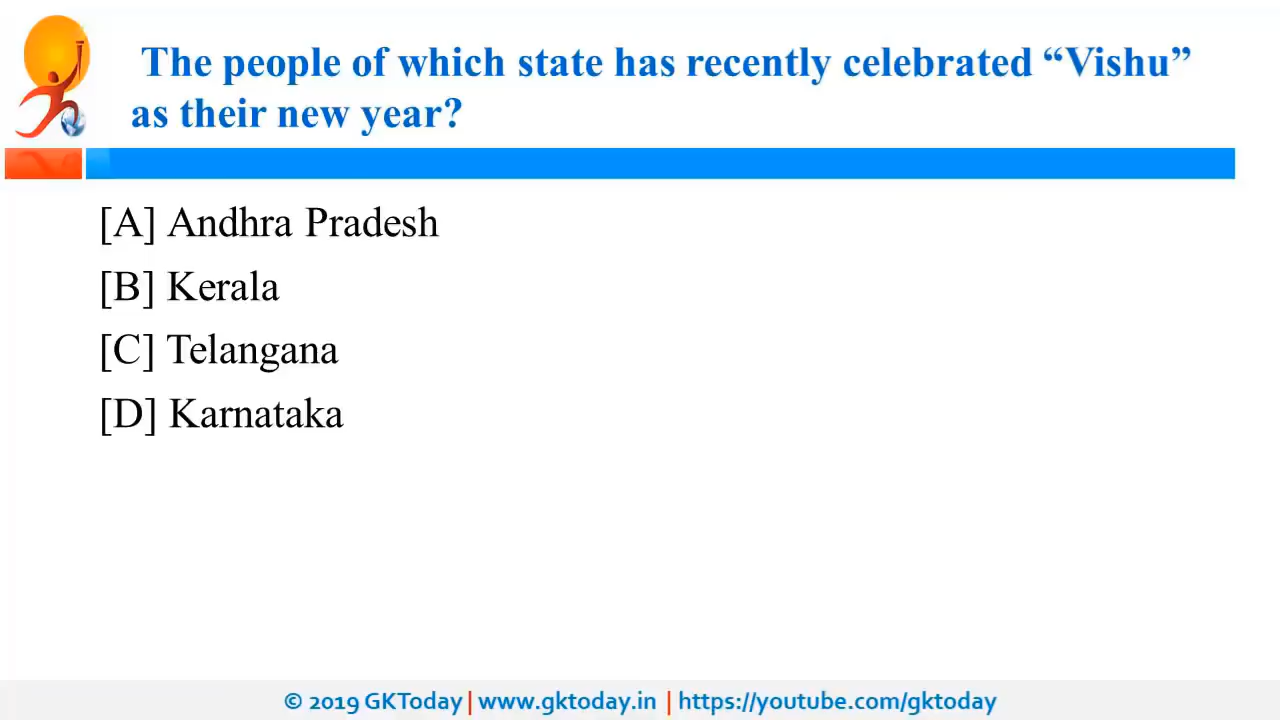 The people of which state has recently celebrated “Vishu”
as their new year?
[A] Andhra Pradesh
[B] Kerala
[C] Telangana
[D] Karnataka
© 2019 GKToday | www.gktoday.in | https://youtube.com/gktoday